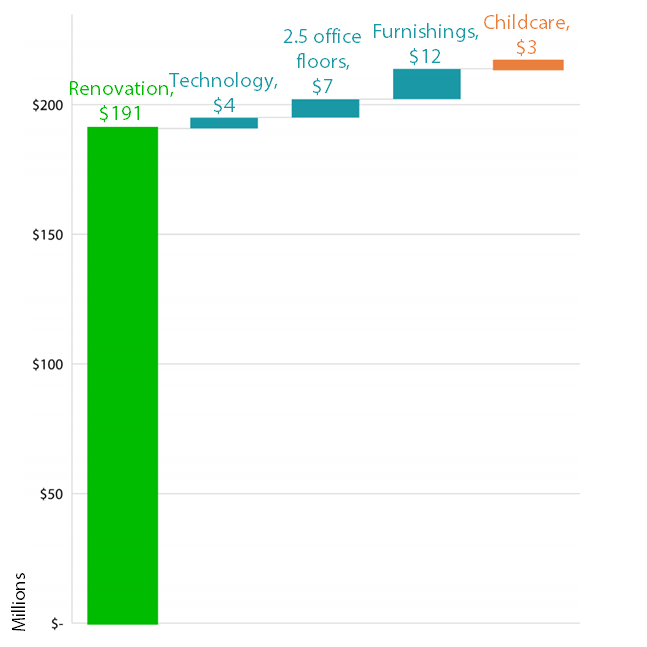 Childcare,
$3
Furnishings,
$12
2.5 office
floors,
$7
Technology,
$4
Renovation,
$191
$200
$150
$100
$50
$-
Millions